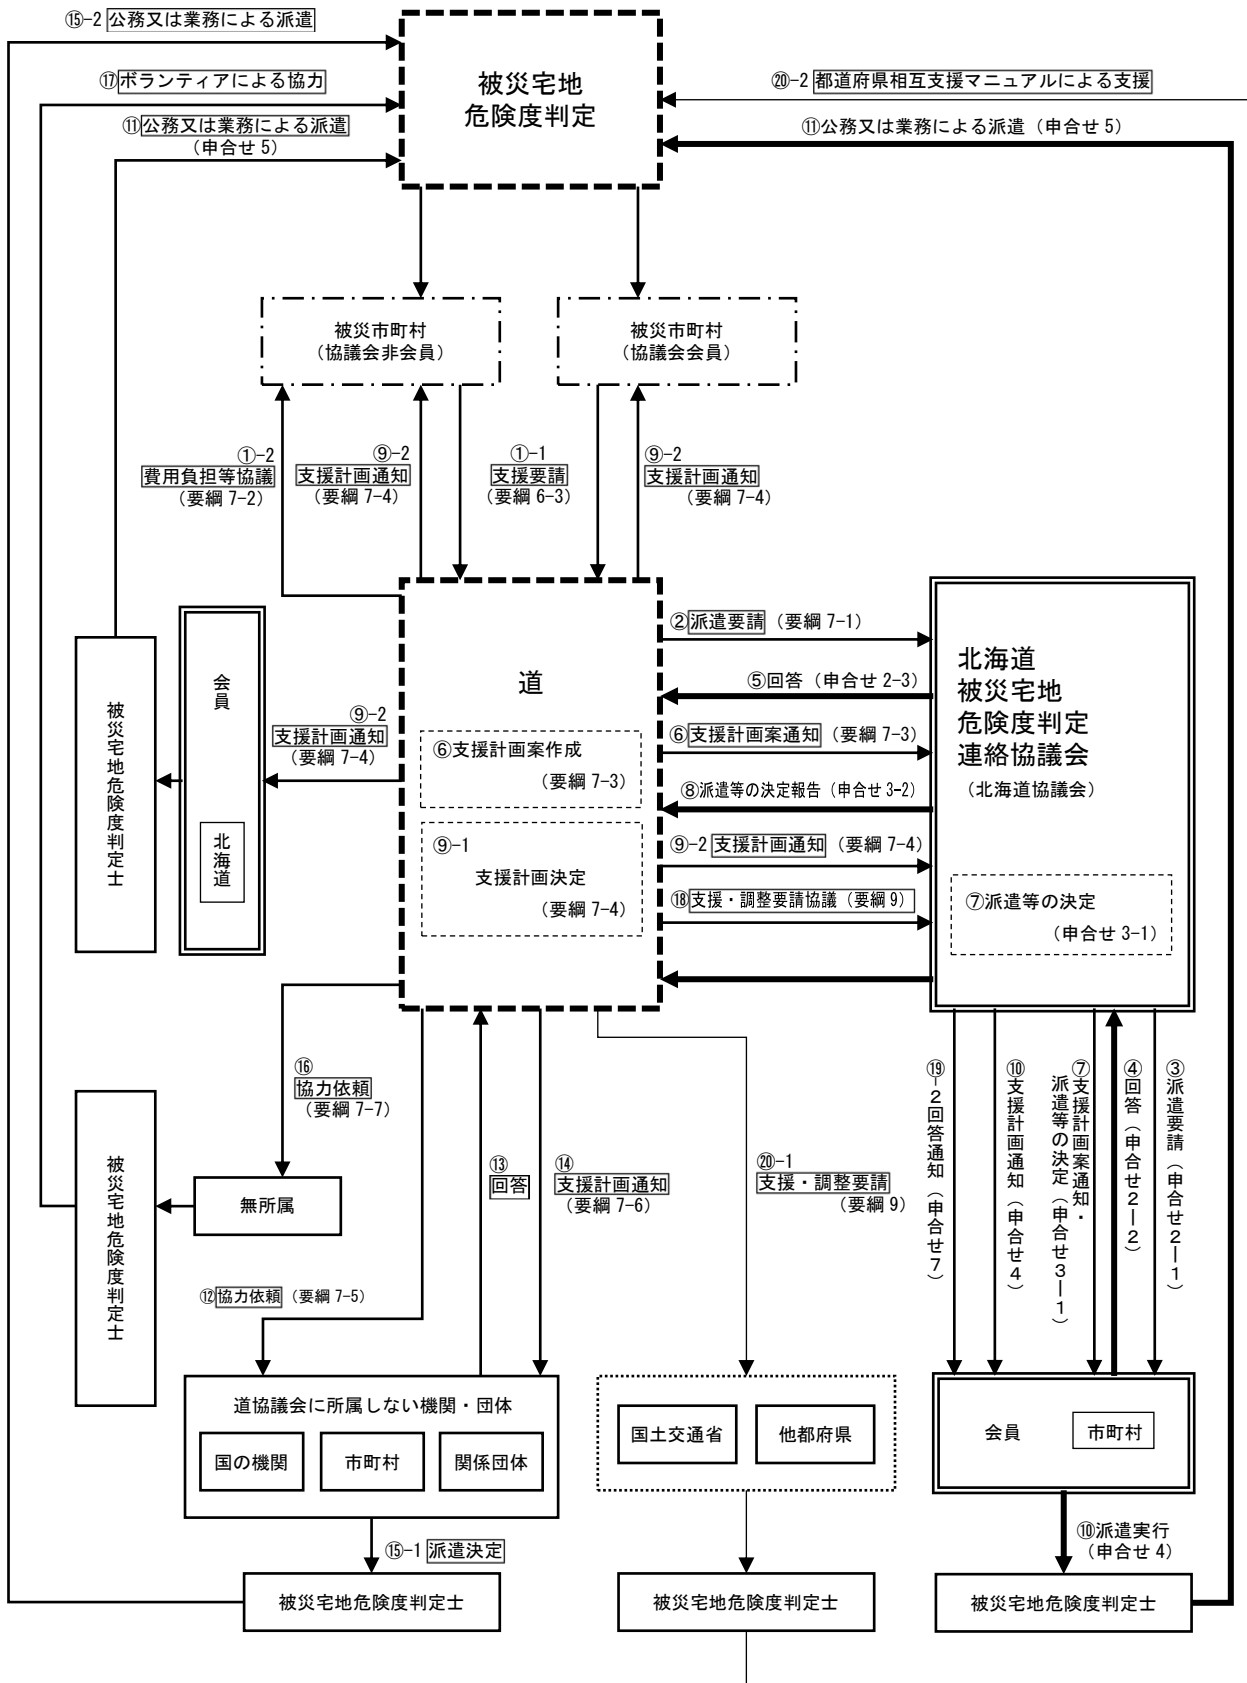 ⑮-2 公務又は業務による派遣
⑰ボランティアによる協力
⑪公務又は業務による派遣
（申合せ 5）
被災宅地
危険度判定
⑳-2 都道府県相互支援マニュアルによる支援
⑪公務又は業務による派遣（申合せ 5）
被災市町村
（協議会非会員）
被災市町村
（協議会会員）
①-2
費用負担等協議
（要綱 7-2）
⑨-2
支援計画通知
（要綱 7-4）
①-1
支援要請
（要綱 6-3）
⑨-2
支援計画通知
（要綱 7-4）
被災宅地危険度判定士
会員
北海道
⑨-2
支援計画通知
（要綱 7-4）
道
⑥支援計画案作成
（要綱 7-3）
⑨-1
支援計画決定
（要綱 7-4）
②派遣要請（要綱 7-1）
⑤回答（申合せ 2-3）
⑥支援計画案通知（要綱 7-3）
⑧派遣等の決定報告（申合せ 3-2）
⑨-2 支援計画通知（要綱 7-4）
⑱支援・調整要請協議（要綱 9）
北海道
被災宅地
危険度判定
連絡協議会
（北海道協議会）
⑦派遣等の決定
（申合せ 3-1）
⑯
協力依頼
（要綱 7-7）
被災宅地危険度判定士
無所属
⑬
回答
⑭
支援計画通知
（要綱 7-6）
⑳-1
支援・調整要請
（要綱 9）
⑲-2回答通知（申合せ7）
⑩支援計画通知（申合せ4）
⑦支援計画案通知・
派遣等の決定（申合せ3―1）
④回答（申合せ2―2）
③派遣要請（申合せ2―1）
⑫協力依頼（要綱 7-5）
道協議会に所属しない機関・団体
国の機関
市町村
関係団体
国土交通省
他都府県
会員
市町村
⑮-1 派遣決定
⑩派遣実行
（申合せ 4）
被災宅地危険度判定士
被災宅地危険度判定士
被災宅地危険度判定士